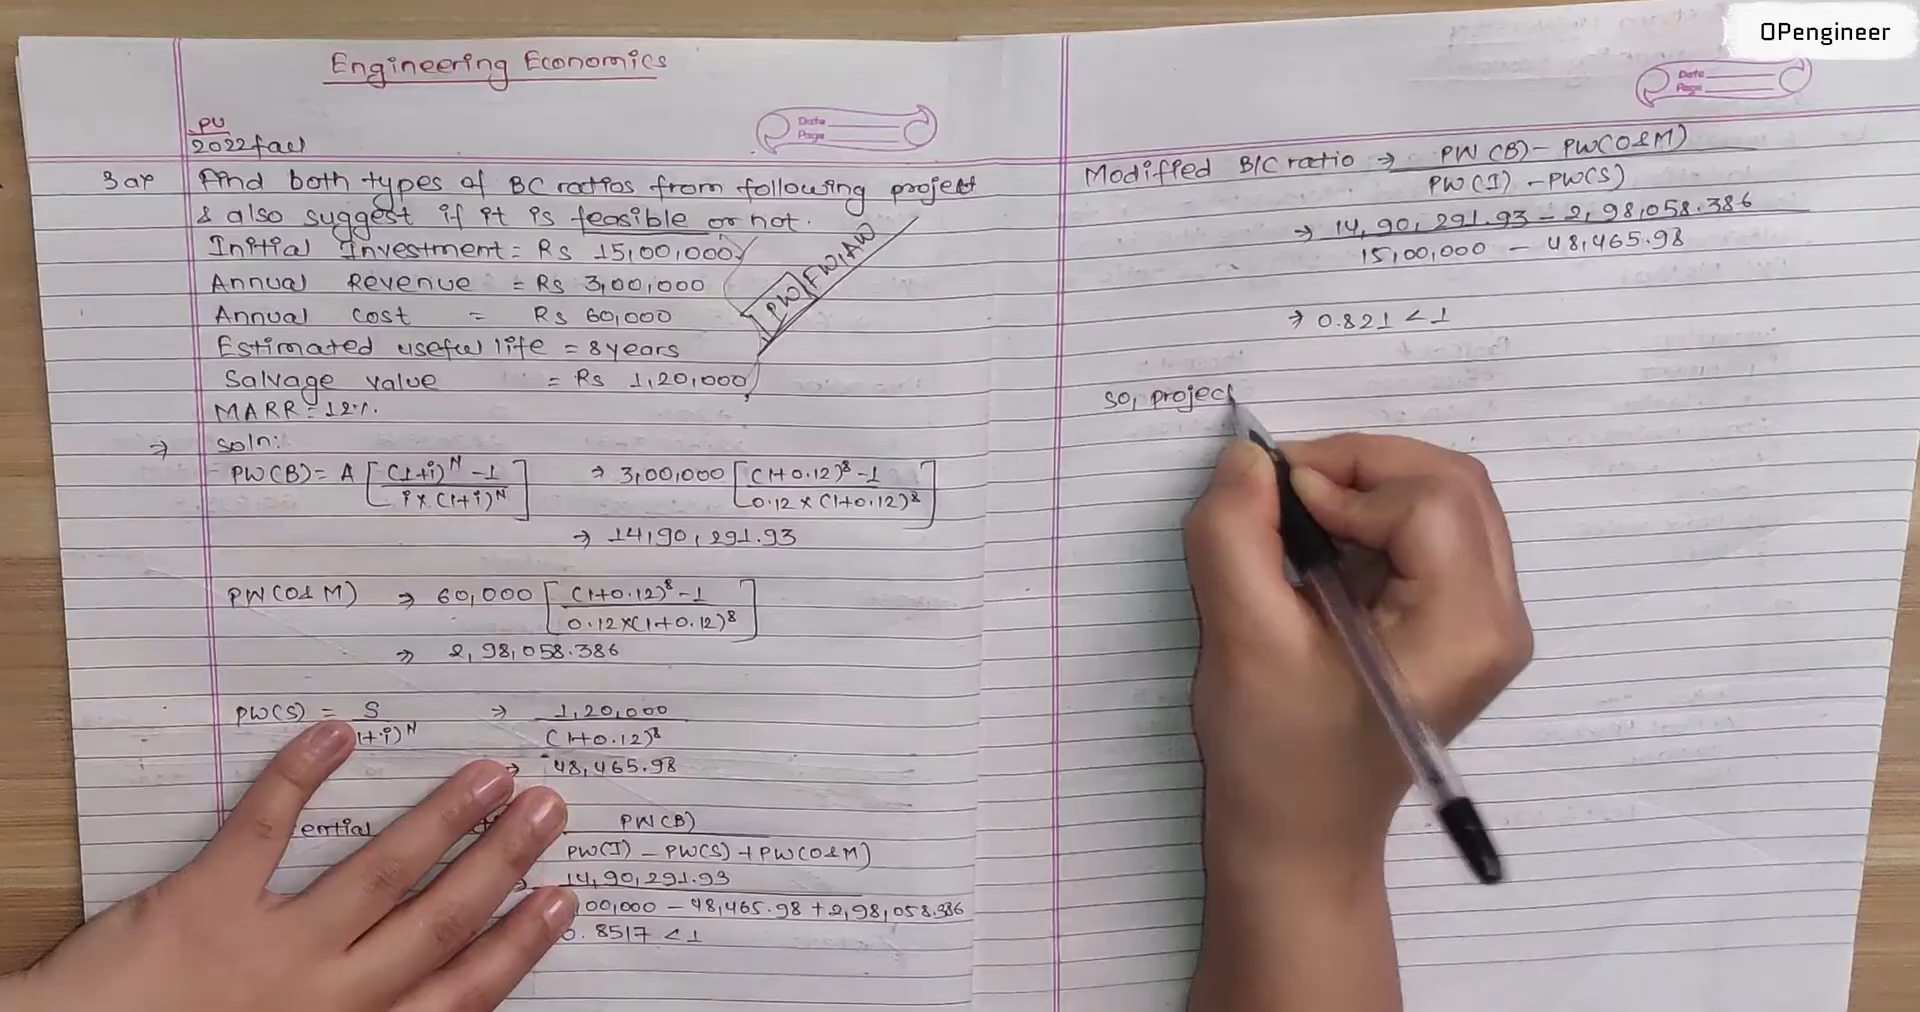 OPengineer
Engineering Economics
Date
Page
PU
2022 fall
3 a)> Find both types of BC ratios from following project
& also suggest if it is feasible or not.
Initial Investment = Rs 15,00,000
Annual Revenue = Rs 3,00,000
Annual cost = Rs 60,000
Estimated useful life = 8 years
Salvage value = Rs 1,20,000
MARR = 12%.
PW/FW/AW
→ soln:
PW(B) = A [ (1+i)^N - 1 / i × (1+i)^N ] → 3,00,000 [ (1+0.12)^8 - 1 / 0.12 × (1+0.12)^8 ]
→ 14,90,291.93
PW(O&M) → 60,000 [ (1+0.12)^8 - 1 / 0.12×(1+0.12)^8 ]
→ 2,98,058.386
PW(S) = S → 1,20,000
1+i)^N (1+0.12)^8
→ 48,465.98
ential PW(B)
PW(I) - PW(S) + PW(O&M)
→ 14,90,291.93
,00,000 - 48,465.98 + 2,98,058.386
0.8517 < 1
Date
Page
Modified B/C ratio → PW(B) - PW(O&M)
PW(I) - PW(S)
→ 14,90,291.93 - 2,98,058.386
15,00,000 - 48,465.98
→ 0.821 < 1
so, project